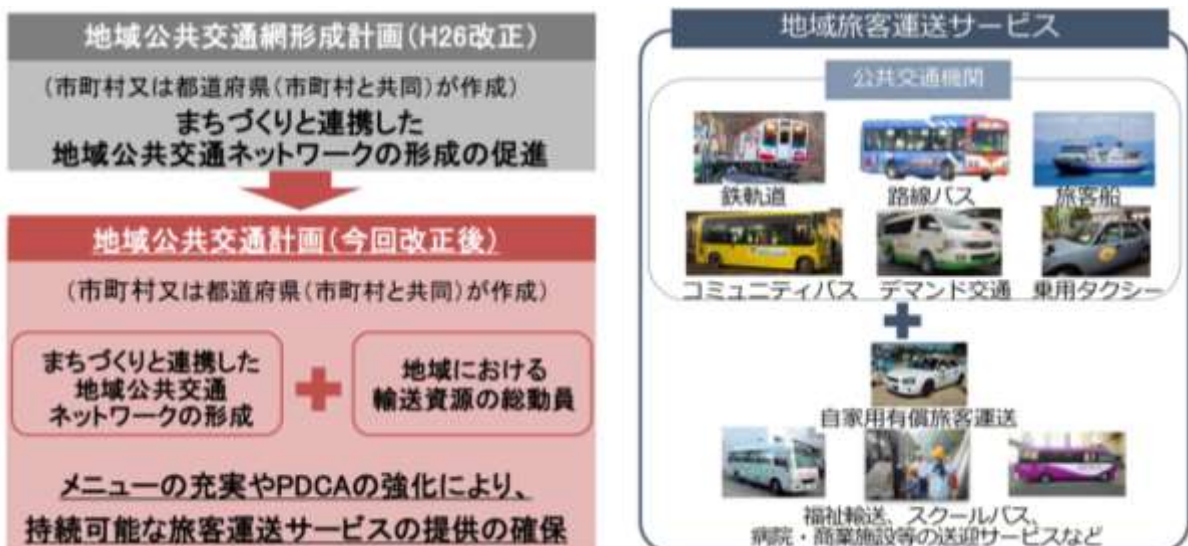 地域公共交通網形成計画(H26改正)
(市町村又は都道府県(市町村と共同)が作成)
まちづくりと連携した
地域公共交通ネットワークの形成の促進
地域公共交通計画(今回改正後)
(市町村又は都道府県(市町村と共同)が作成)
まちづくりと連携した
地域公共交通
ネットワークの形成
地域における
輸送資源の総動員
メニューの充実やPDCAの強化により、
持続可能な旅客運送サービスの提供の確保
地域旅客運送サービス
公共交通機関
鉄軌道
路線バス
旅客船
コミュニティバス
デマンド交通
乗用タクシー
自家用有償旅客運送
福祉輸送、スクールバス、
病院・商業施設等の送迎サービスなど